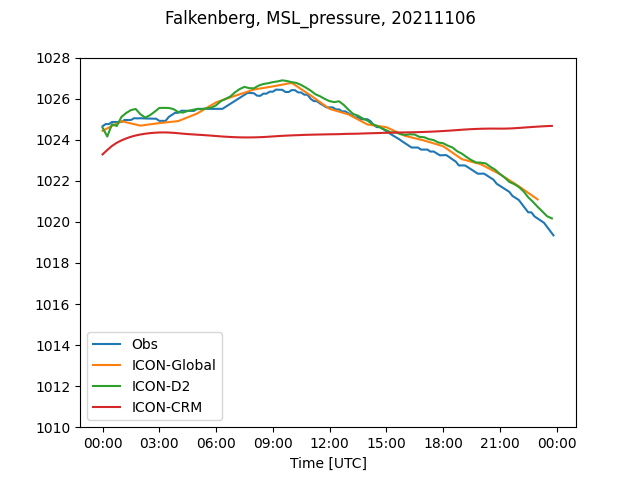 Falkenberg, MSL_pressure, 20211106
1028
1026
1024
1022
1020
1018
1016
1014
1012
1010
Obs
ICON-Global
ICON-D2
ICON-CRM
00:00 03:00 06:00 09:00 12:00 15:00 18:00 21:00 00:00
Time [UTC]